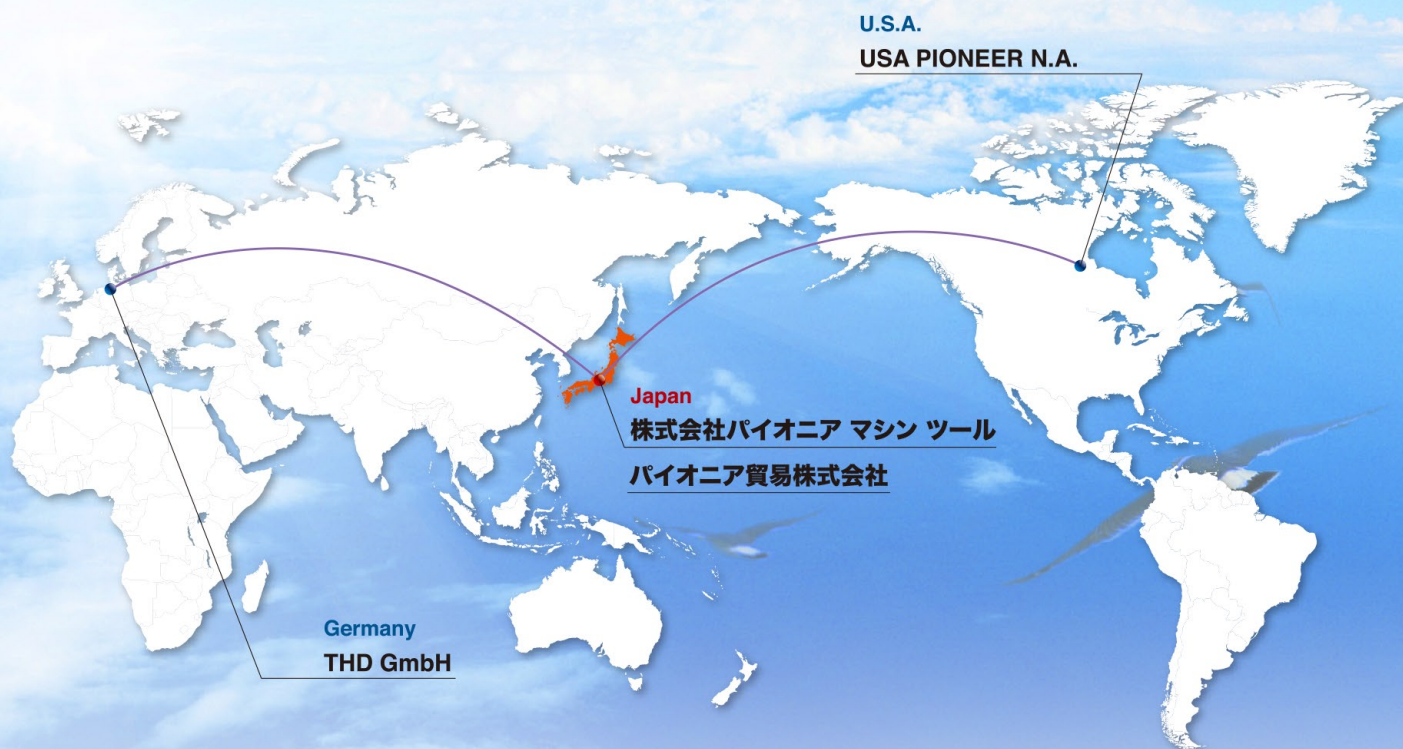 U.S.A.
USA PIONEER N.A.
Japan
株式会社パイオニア マシン ツール
パイオニア貿易株式会社
Germany
THD GmbH